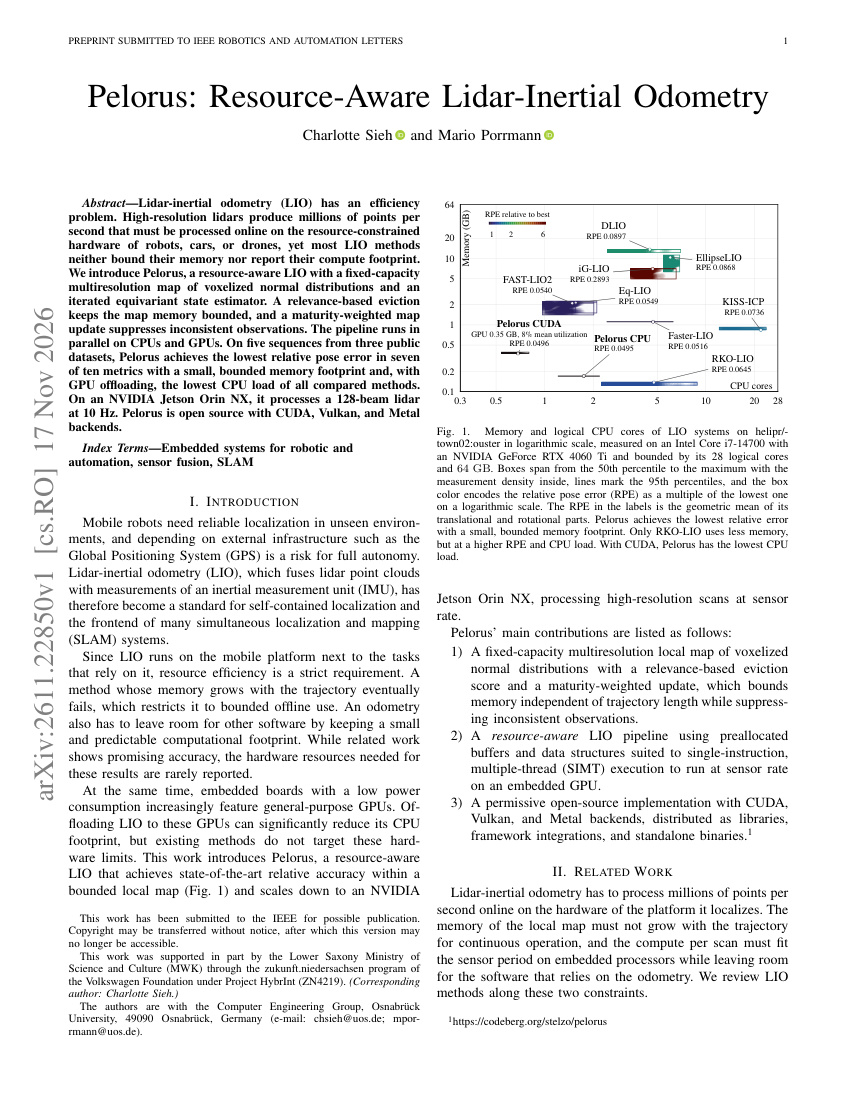 PREPRINT SUBMITTED TO IEEE ROBOTICS AND AUTOMATION LETTERS
1
Pelorus: Resource-Aware Lidar-Inertial Odometry
Charlotte Sieh and Mario Porrmann
arXiv:2611.22850v1 [cs.RO] 17 Nov 2026
Abstract—Lidar-inertial odometry (LIO) has an efficiency
problem. High-resolution lidars produce millions of points per
second that must be processed online on the resource-constrained
hardware of robots, cars, or drones, yet most LIO methods
neither bound their memory nor report their compute footprint.
We introduce Pelorus, a resource-aware LIO with a fixed-capacity
multiresolution map of voxelized normal distributions and an
iterated equivariant state estimator. A relevance-based eviction
keeps the map memory bounded, and a maturity-weighted map
update suppresses inconsistent observations. The pipeline runs in
parallel on CPUs and GPUs. On five sequences from three public
datasets, Pelorus achieves the lowest relative pose error in seven
of ten metrics with a small, bounded memory footprint and, with
GPU offloading, the lowest CPU load of all compared methods.
On an NVIDIA Jetson Orin NX, it processes a 128-beam lidar
at 10 Hz. Pelorus is open source with CUDA, Vulkan, and Metal
backends.
Index Terms—Embedded systems for robotic and
automation, sensor fusion, SLAM
I. INTRODUCTION
Mobile robots need reliable localization in unseen environ-
ments, and depending on external infrastructure such as the
Global Positioning System (GPS) is a risk for full autonomy.
Lidar-inertial odometry (LIO), which fuses lidar point clouds
with measurements of an inertial measurement unit (IMU), has
therefore become a standard for self-contained localization and
the frontend of many simultaneous localization and mapping
(SLAM) systems.
Since LIO runs on the mobile platform next to the tasks
that rely on it, resource efficiency is a strict requirement. A
method whose memory grows with the trajectory eventually
fails, which restricts it to bounded offline use. An odometry
also has to leave room for other software by keeping a small
and predictable computational footprint. While related work
shows promising accuracy, the hardware resources needed for
these results are rarely reported.
At the same time, embedded boards with a low power
consumption increasingly feature general-purpose GPUs. Of-
floading LIO to these GPUs can significantly reduce its CPU
footprint, but existing methods do not target these hard-
ware limits. This work introduces Pelorus, a resource-aware
LIO that achieves state-of-the-art relative accuracy within a
bounded local map (Fig. 1) and scales down to an NVIDIA
This work has been submitted to the IEEE for possible publication.
Copyright may be transferred without notice, after which this version may
no longer be accessible.
This work was supported in part by the Lower Saxony Ministry of
Science and Culture (MWK) through the zukunft.niedersachsen program of
the Volkswagen Foundation under Project HybrInt (ZN4219). (Corresponding
author: Charlotte Sieh.)
The authors are with the Computer Engineering Group, Osnabrück
University, 49090 Osnabrück, Germany (e-mail: chsieh@uos.de; mpor-
rmann@uos.de).
64
20
10
5
2
1
0.5
0.2
0.1
Memory (GB)
RPE relative to best
1 2 6
DLIO
RPE 0.0897
EllipseLIO
RPE 0.0868
iG-LIO
RPE 0.2893
FAST-LIO2
RPE 0.0540
Eq-LIO
RPE 0.0549
KISS-ICP
RPE 0.0736
Pelorus CUDA
GPU 0.35 GB, 8% mean utilization
RPE 0.0496
Pelorus CPU
RPE 0.0495
Faster-LIO
RPE 0.0516
RKO-LIO
RPE 0.0645
CPU cores
0.3 0.5 1 2 5 10 20 28
Fig. 1. Memory and logical CPU cores of LIO systems on helipr/-
town02:ouster in logarithmic scale, measured on an Intel Core i7-14700 with
an NVIDIA GeForce RTX 4060 Ti and bounded by its 28 logical cores
and 64 GB. Boxes span from the 50th percentile to the maximum with the
measurement density inside, lines mark the 95th percentiles, and the box
color encodes the relative pose error (RPE) as a multiple of the lowest one
on a logarithmic scale. The RPE in the labels is the geometric mean of its
translational and rotational parts. Pelorus achieves the lowest relative error
with a small, bounded memory footprint. Only RKO-LIO uses less memory,
but at a higher RPE and CPU load. With CUDA, Pelorus has the lowest CPU
load.
Jetson Orin NX, processing high-resolution scans at sensor
rate.
Pelorus' main contributions are listed as follows:
1) A fixed-capacity multiresolution local map of voxelized
normal distributions with a relevance-based eviction
score and a maturity-weighted update, which bounds
memory independent of trajectory length while suppress-
ing inconsistent observations.
2) A resource-aware LIO pipeline using preallocated
buffers and data structures suited to single-instruction,
multiple-thread (SIMT) execution to run at sensor rate
on an embedded GPU.
3) A permissive open-source implementation with CUDA,
Vulkan, and Metal backends, distributed as libraries,
framework integrations, and standalone binaries.1
II. RELATED WORK
Lidar-inertial odometry has to process millions of points per
second online on the hardware of the platform it localizes. The
memory of the local map must not grow with the trajectory
for continuous operation, and the compute per scan must fit
the sensor period on embedded processors while leaving room
for the software that relies on the odometry. We review LIO
methods along these two constraints.
1https://codeberg.org/stelzo/pelorus